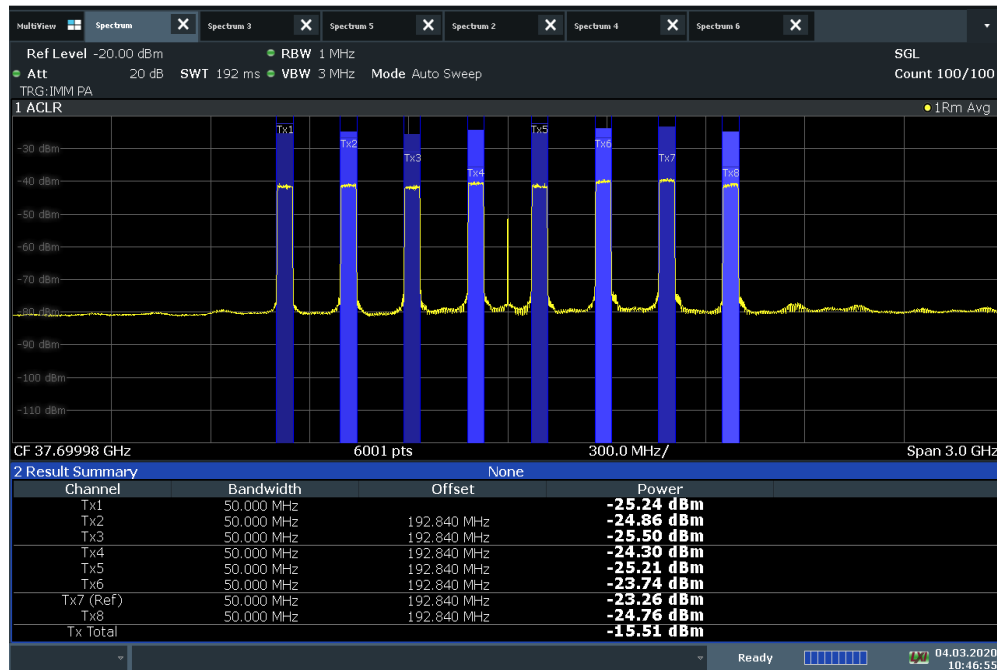 MultiView Spectrum X Spectrum 3 X Spectrum 5 X Spectrum 2 X Spectrum 4 X Spectrum 6 X
Ref Level -20.00 dBm RBW 1 MHz SGL
Att 20 dB SWT 192 ms VBW 3 MHz Mode Auto Sweep Count 100/100
TRG:IMM PA
1 ACLR 1Rm Avg
Tx1 Tx5
Tx2 Tx6
-30 dBm
Tx3 Tx7
Tx4 Tx8
-40 dBm
-50 dBm
-60 dBm
-70 dBm
-80 dBm
-90 dBm
-100 dBm
-110 dBm
CF 37.69998 GHz 6001 pts 300.0 MHz/ Span 3.0 GHz
2 Result Summary None
Channel Bandwidth Offset Power
Tx1 50.000 MHz -25.24 dBm
Tx2 50.000 MHz 192.840 MHz -24.86 dBm
Tx3 50.000 MHz 192.840 MHz -25.50 dBm
Tx4 50.000 MHz 192.840 MHz -24.30 dBm
Tx5 50.000 MHz 192.840 MHz -25.21 dBm
Tx6 50.000 MHz 192.840 MHz -23.74 dBm
Tx7 (Ref) 50.000 MHz 192.840 MHz -23.26 dBm
Tx8 50.000 MHz 192.840 MHz -24.76 dBm
Tx Total -15.51 dBm
Ready 04.03.2020
10:46:55